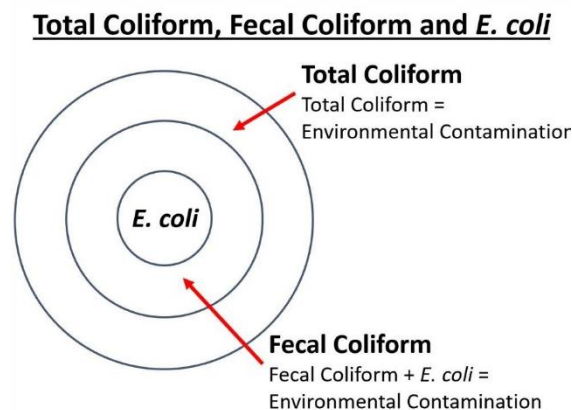 Total Coliform, Fecal Coliform and E. coli
Total Coliform
Total Coliform =
Environmental Contamination
E. coli
Fecal Coliform
Fecal Coliform + E. coli =
Environmental Contamination